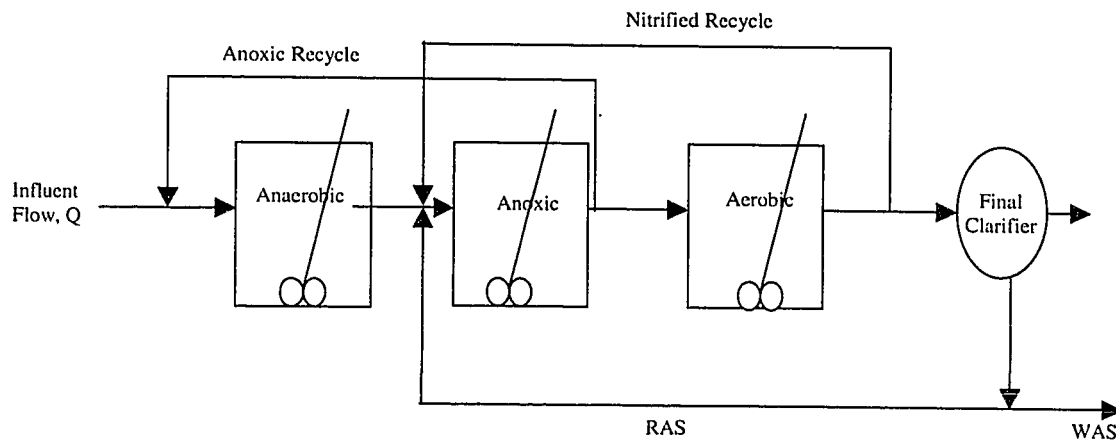 Nitrified Recycle
Anoxic Recycle
Influent
Flow, Q
Anaerobic
Anoxic
Aerobic
Final
Clarifier
RAS
WAS